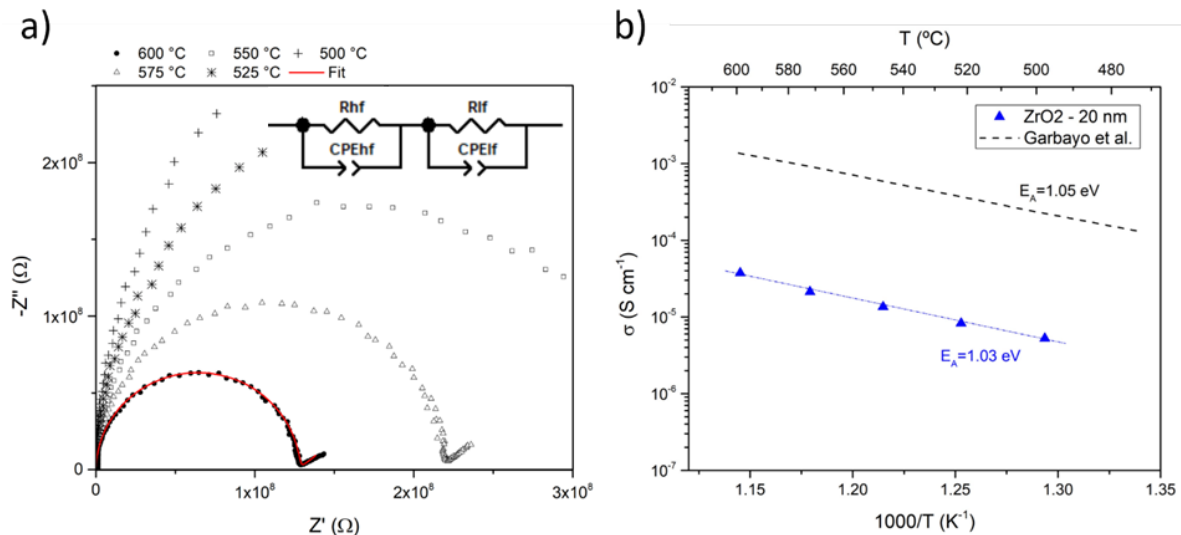 a)
600 °C 550 °C 500 °C
575 °C 525 °C Fit
Rhf Rlf
CPEhf CPElf
2x10⁸
1x10⁸
0
0 1x10⁸ 2x10⁸ 3x10⁸
-Z'' (Ω)
Z' (Ω)
b)
T (ºC)
600 580 560 540 520 500 480
10⁻²
10⁻³
10⁻⁴
10⁻⁵
10⁻⁶
10⁻⁷
σ (S cm⁻¹)
ZrO2 - 20 nm
Garbayo et al.
E_A=1.05 eV
E_A=1.03 eV
1.15 1.20 1.25 1.30 1.35
1000/T (K⁻¹)